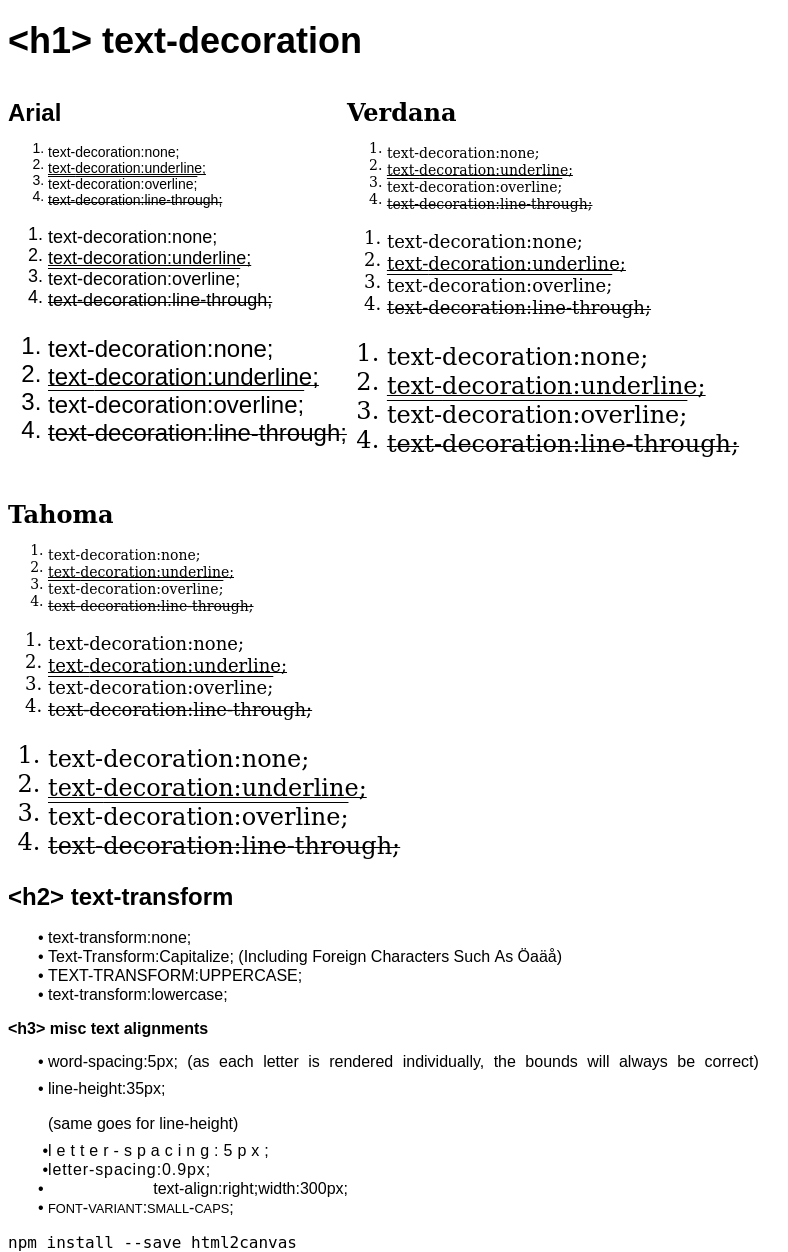 <h1> text-decoration
Arial
1. text-decoration:none;
2. text-decoration:underline;
3. text-decoration:overline;
4. text-decoration:line-through;
1. text-decoration:none;
2. text-decoration:underline;
3. text-decoration:overline;
4. text-decoration:line-through;
1. text-decoration:none;
2. text-decoration:underline;
3. text-decoration:overline;
4. text-decoration:line-through;
Verdana
1. text-decoration:none;
2. text-decoration:underline;
3. text-decoration:overline;
4. text-decoration:line-through;
1. text-decoration:none;
2. text-decoration:underline;
3. text-decoration:overline;
4. text-decoration:line-through;
1. text-decoration:none;
2. text-decoration:underline;
3. text-decoration:overline;
4. text-decoration:line-through;
Tahoma
1. text-decoration:none;
2. text-decoration:underline;
3. text-decoration:overline;
4. text-decoration:line-through;
1. text-decoration:none;
2. text-decoration:underline;
3. text-decoration:overline;
4. text-decoration:line-through;
1. text-decoration:none;
2. text-decoration:underline;
3. text-decoration:overline;
4. text-decoration:line-through;
<h2> text-transform
• text-transform:none;
• Text-Transform:Capitalize; (Including Foreign Characters Such As Öaäå)
• TEXT-TRANSFORM:UPPERCASE;
• text-transform:lowercase;
<h3> misc text alignments
• word-spacing:5px; (as each letter is rendered individually, the bounds will always be correct)
• line-height:35px;
(same goes for line-height)
• letter-spacing:5px;
• letter-spacing:0.9px;
• text-align:right;width:300px;
• FONT-VARIANT:SMALL-CAPS;
npm install --save html2canvas